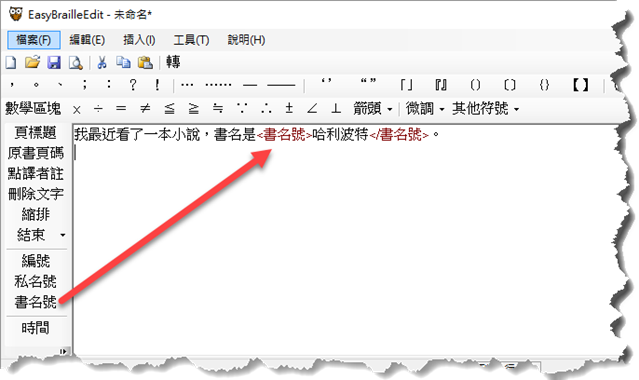 EasyBrailleEdit - 未命名*
檔案(F) 編輯(E) 插入(I) 工具(T) 說明(H)
轉
， 。 、 ； ： ？ ！ … …… — —— ‘’ “” 「」 『』 （） 〔〕 ｛｝ 【】
數學區塊 × ÷ = ≠ ≦ ≧ ≒ ∵ ∴ ± ∠ ⊥ 箭頭 微調 其他符號
頁標題
原書頁碼
點譯者註
刪除文字
縮排
結束
編號
私名號
書名號
時間
我最近看了一本小說，書名是<書名號>哈利波特</書名號>。